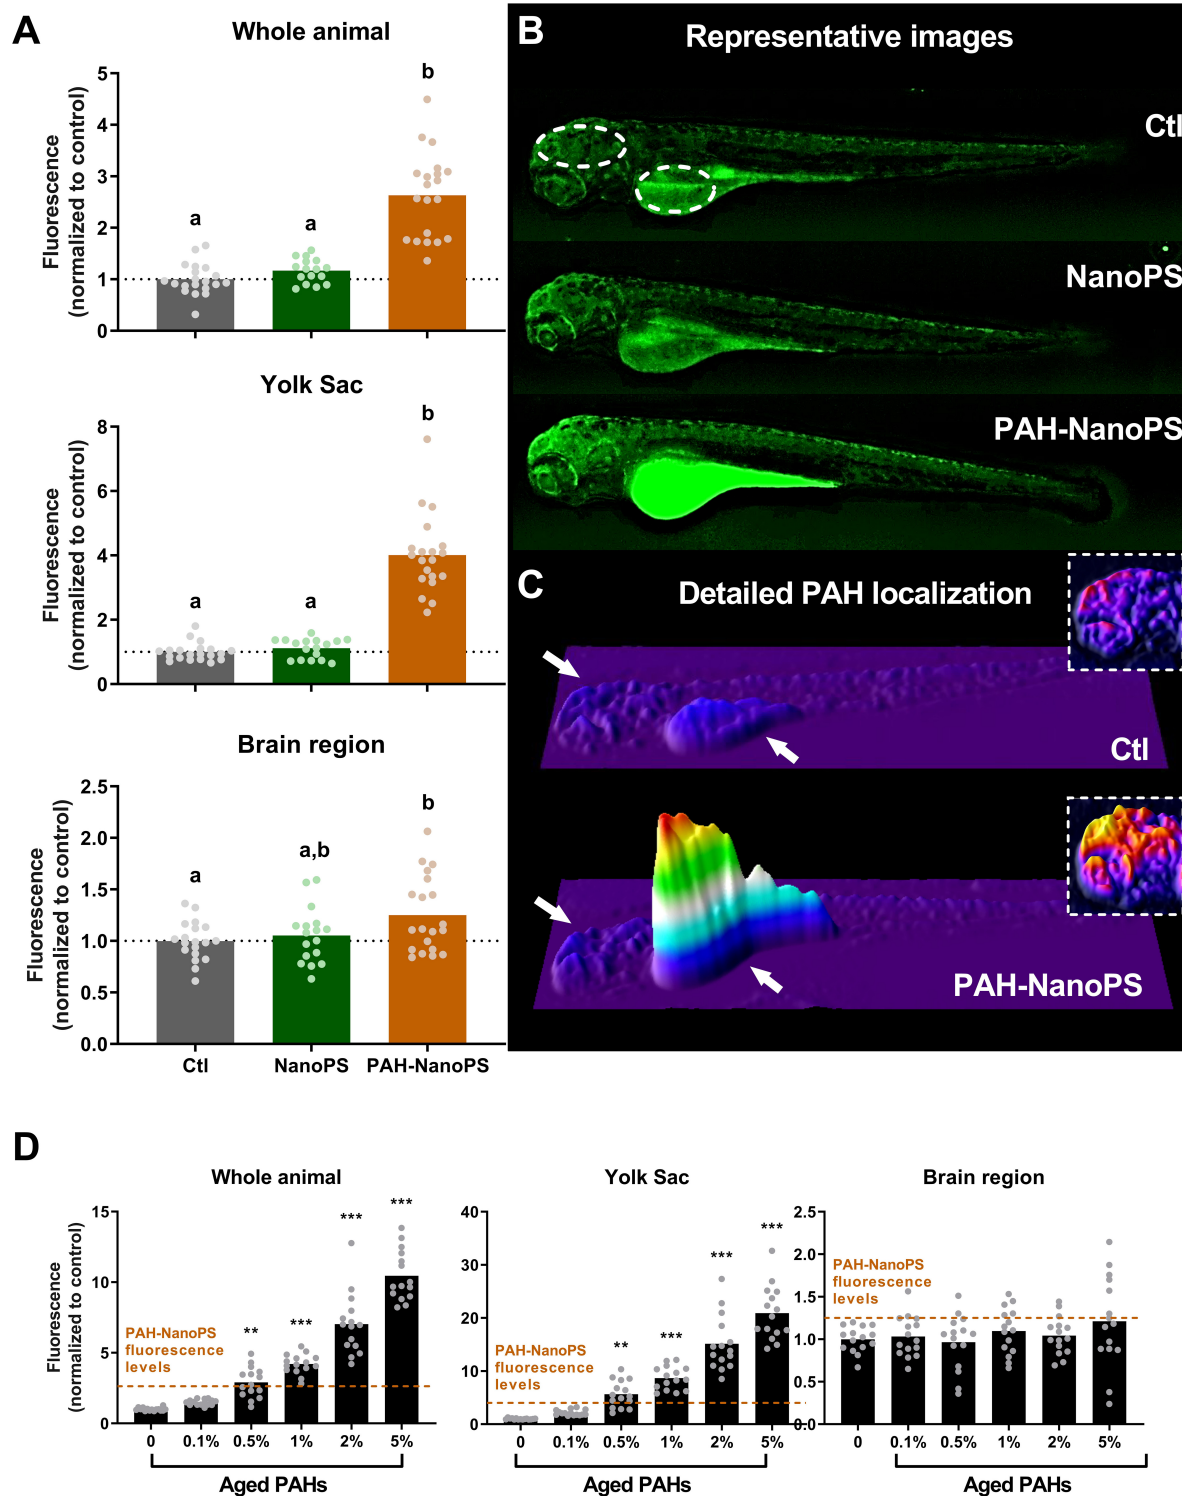 A
Whole animal
Fluorescence
(normalized to control)
5
4
3
2
1
0
a
a
b
Yolk Sac
Fluorescence
(normalized to control)
8
6
4
2
0
a
a
b
Brain region
Fluorescence
(normalized to control)
2.5
2.0
1.5
1.0
0.5
0.0
a
a,b
b
Ctl NanoPS PAH-NanoPS
B
Representative images
Ctl
NanoPS
PAH-NanoPS
C
Detailed PAH localization
Ctl
PAH-NanoPS
D
Whole animal
Fluorescence
(normalized to control)
15
10
5
0
PAH-NanoPS
fluorescence
levels
**
***
***
***
0 0.1% 0.5% 1% 2% 5%
Aged PAHs
Yolk Sac
40
30
20
10
0
PAH-NanoPS
fluorescence
levels
**
***
***
***
0 0.1% 0.5% 1% 2% 5%
Aged PAHs
Brain region
2.5
2.0
1.5
1.0
0.5
0.0
PAH-NanoPS
fluorescence
levels
0 0.1% 0.5% 1% 2% 5%
Aged PAHs